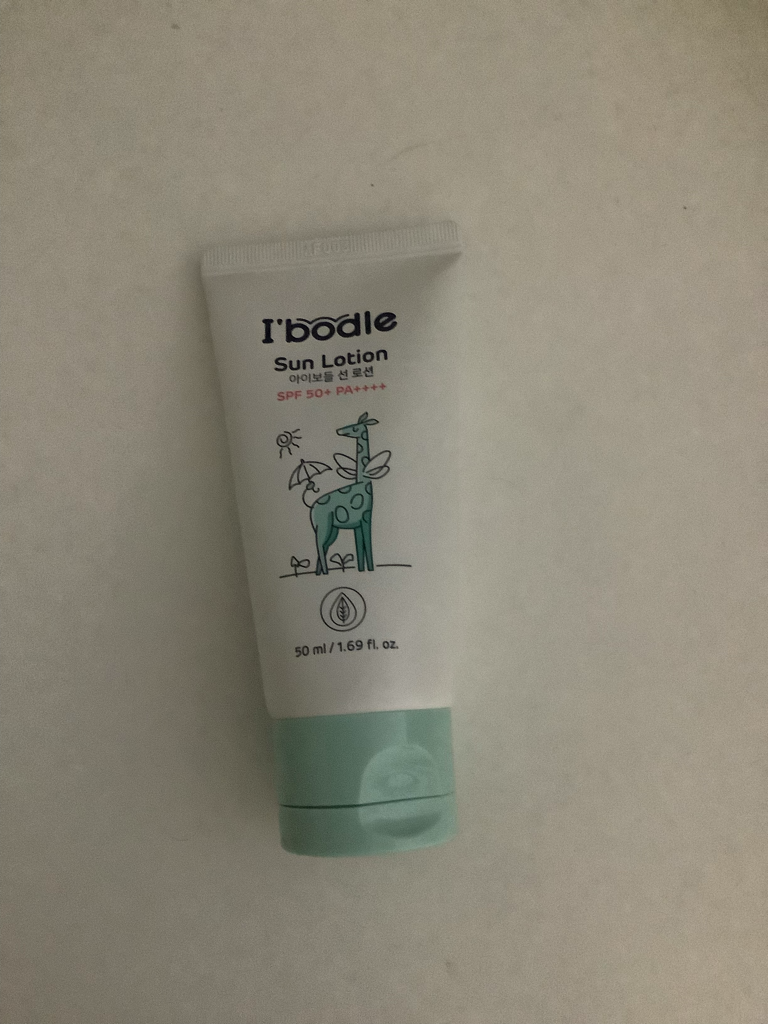 I'bodle
Sun Lotion
아이보들 선 로션
SPF 50+ PA++++
50 ml / 1.69 fl. oz.